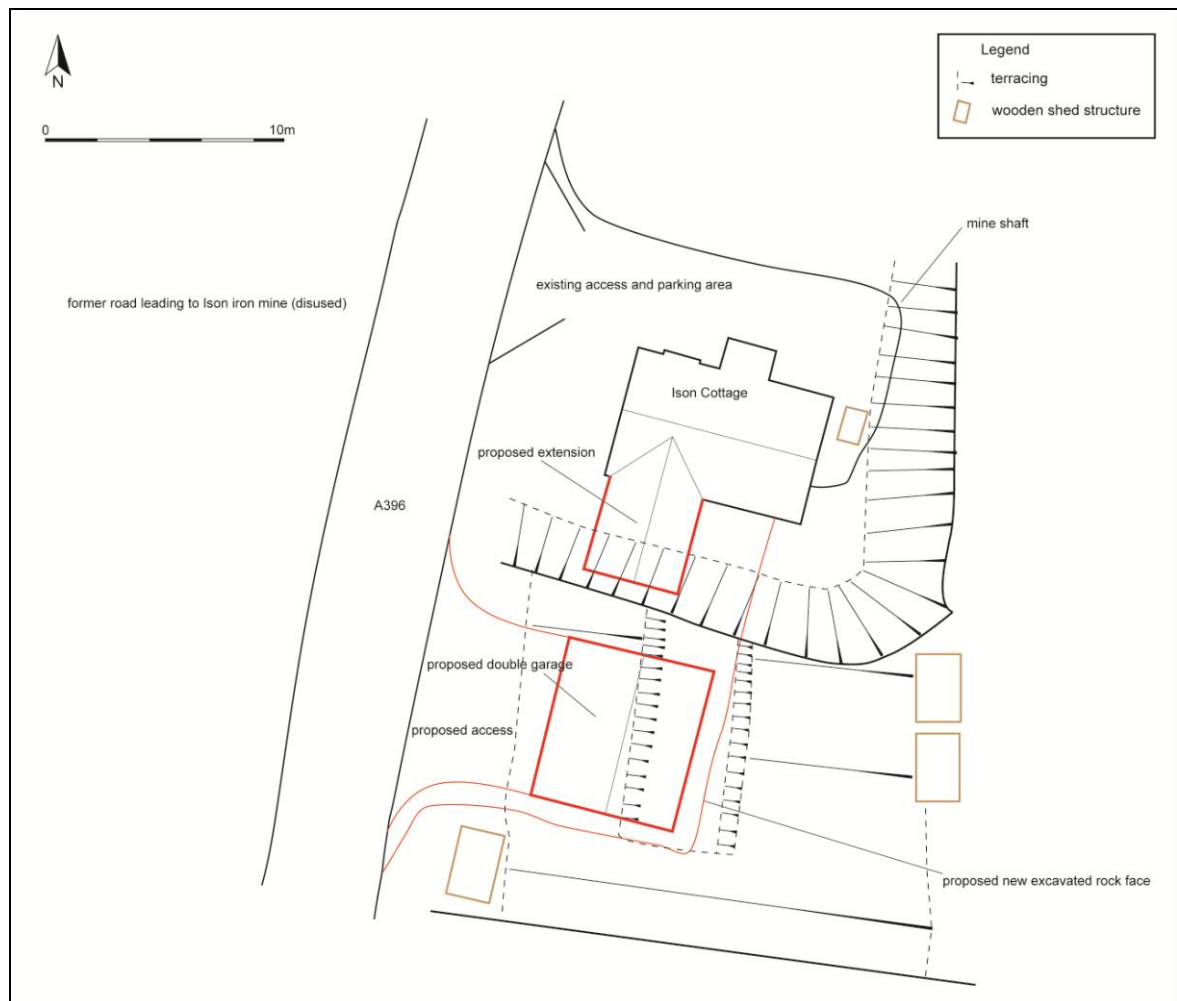 N
0 10m
Legend
terracing
wooden shed structure
mine shaft
existing access and parking area
former road leading to Ison iron mine (disused)
Ison Cottage
proposed extension
A396
proposed double garage
proposed access
proposed new excavated rock face